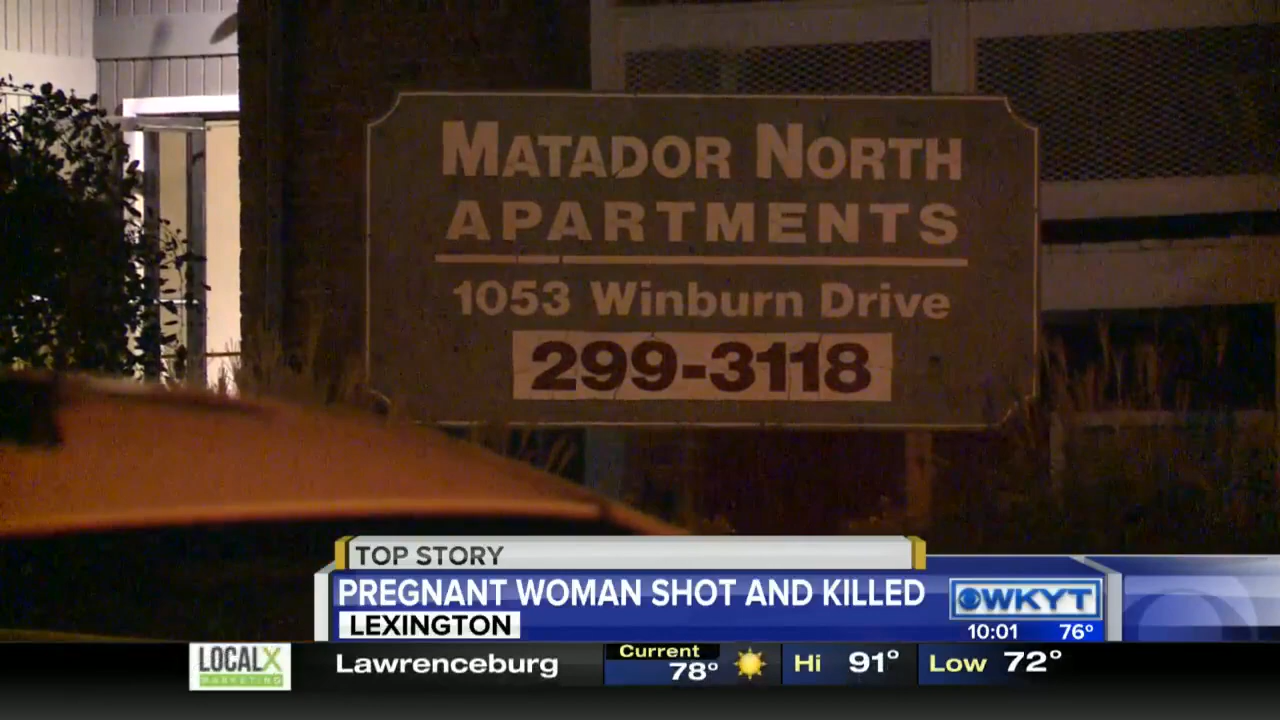 MATADOR NORTH
APARTMENTS
1053 Winburn Drive
299-3118
TOP STORY
PREGNANT WOMAN SHOT AND KILLED
LEXINGTON
WKYT
10:01 76°
LOCALX
MARKETING
Lawrenceburg
Current
78°
Hi 91°
Low 72°